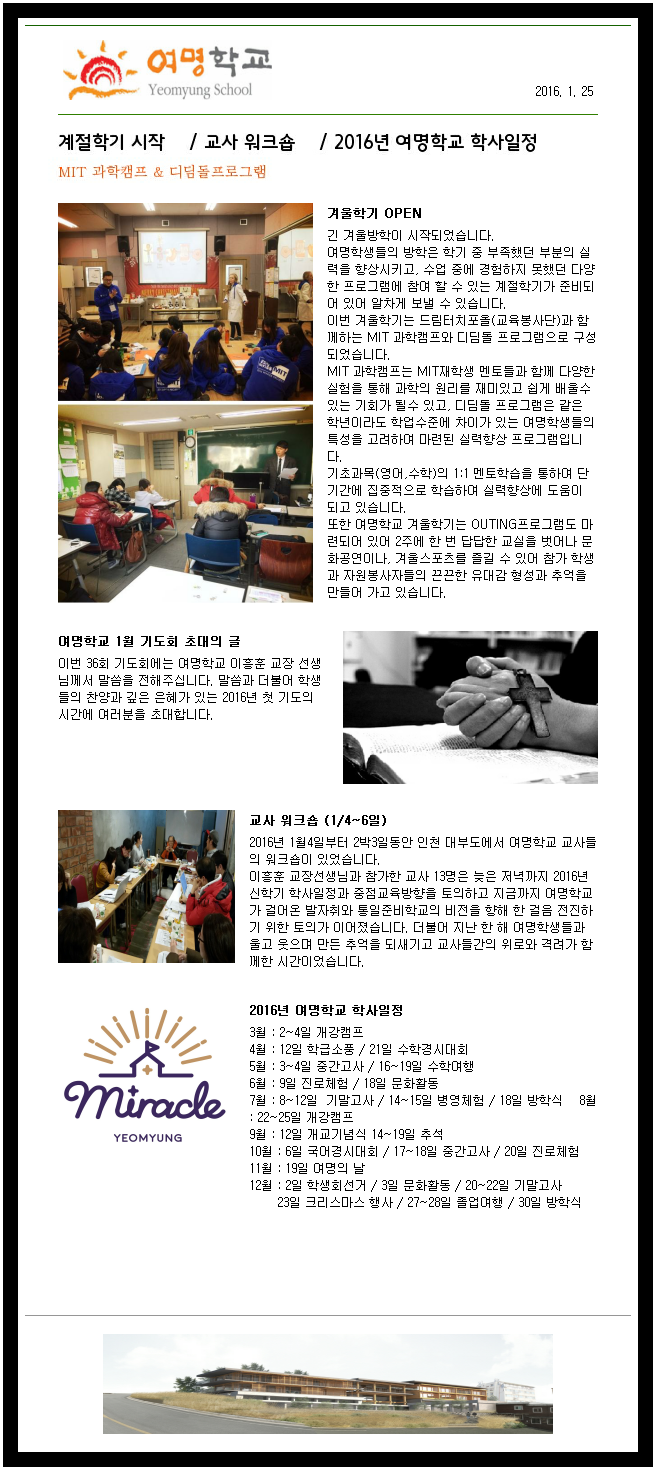 여명학교
Yeomyung School
2016. 1. 25
계절학기 시작 / 교사 워크숍 / 2016년 여명학교 학사일정
MIT 과학캠프 & 디딤돌프로그램
겨울학기 OPEN
긴 겨울방학이 시작되었습니다.
여명학생들의 방학은 학기 중 부족했던 부분의 실
력을 향상시키고, 수업 중에 경험하지 못했던 다양
한 프로그램에 참여 할 수 있는 계절학기가 준비되
어 있어 알차게 보낼 수 있습니다.
이번 겨울학기는 드림터치포올(교육봉사단)과 함
께하는 MIT 과학캠프와 디딤돌 프로그램으로 구성
되었습니다.
MIT 과학캠프는 MIT재학생 멘토들과 함께 다양한
실험을 통해 과학의 원리를 재미있고 쉽게 배울수
있는 기회가 될수 있고, 디딤돌 프로그램은 같은
학년이라도 학업수준에 차이가 있는 여명학생들의
특성을 고려하여 마련된 실력향상 프로그램입니
다.
기초과목(영어,수학)의 1:1 멘토학습을 통하여 단
기간에 집중적으로 학습하여 실력향상에 도움이
되고 있습니다.
또한 여명학교 겨울학기는 OUTING프로그램도 마
련되어 있어 2주에 한 번 답답한 교실을 벗어나 문
화공연이나, 겨울스포츠를 즐길 수 있어 참가 학생
과 자원봉사자들의 끈끈한 유대감 형성과 추억을
만들어 가고 있습니다.
여명학교 1월 기도회 초대의 글
이번 36회 기도회에는 여명학교 이흥훈 교장 선생
님께서 말씀을 전해주십니다. 말씀과 더불어 학생
들의 찬양과 깊은 은혜가 있는 2016년 첫 기도의
시간에 여러분을 초대합니다.
교사 워크숍 (1/4~6일)
2016년 1월4일부터 2박3일동안 인천 대부도에서 여명학교 교사들
의 워크숍이 있었습니다.
이흥훈 교장선생님과 참가한 교사 13명은 늦은 저녁까지 2016년
신학기 학사일정과 중점교육방향을 토의하고 지금까지 여명학교
가 걸어온 발자취와 통일준비학교의 비전을 향해 한 걸음 전진하
기 위한 토의가 이어졌습니다. 더불어 지난 한 해 여명학생들과
울고 웃으며 만든 추억을 되새기고 교사들간의 위로와 격려가 함
께한 시간이었습니다.
miracle
YEOMYUNG
2016년 여명학교 학사일정
3월 : 2~4일 개강캠프
4월 : 12일 학급소풍 / 21일 수학경시대회
5월 : 3~4일 중간고사 / 16~19일 수학여행
6월 : 9일 진로체험 / 18일 문화활동
7월 : 8~12일 기말고사 / 14~15일 병영체험 / 18일 방학식 8월
: 22~25일 개강캠프
9월 : 12일 개교기념식 14~19일 추석
10월 : 6일 국어경시대회 / 17~18일 중간고사 / 20일 진로체험
11월 : 19일 여명의 날
12월 : 2일 학생회선거 / 3일 문화활동 / 20~22일 기말고사
23일 크리스마스 행사 / 27~28일 졸업여행 / 30일 방학식